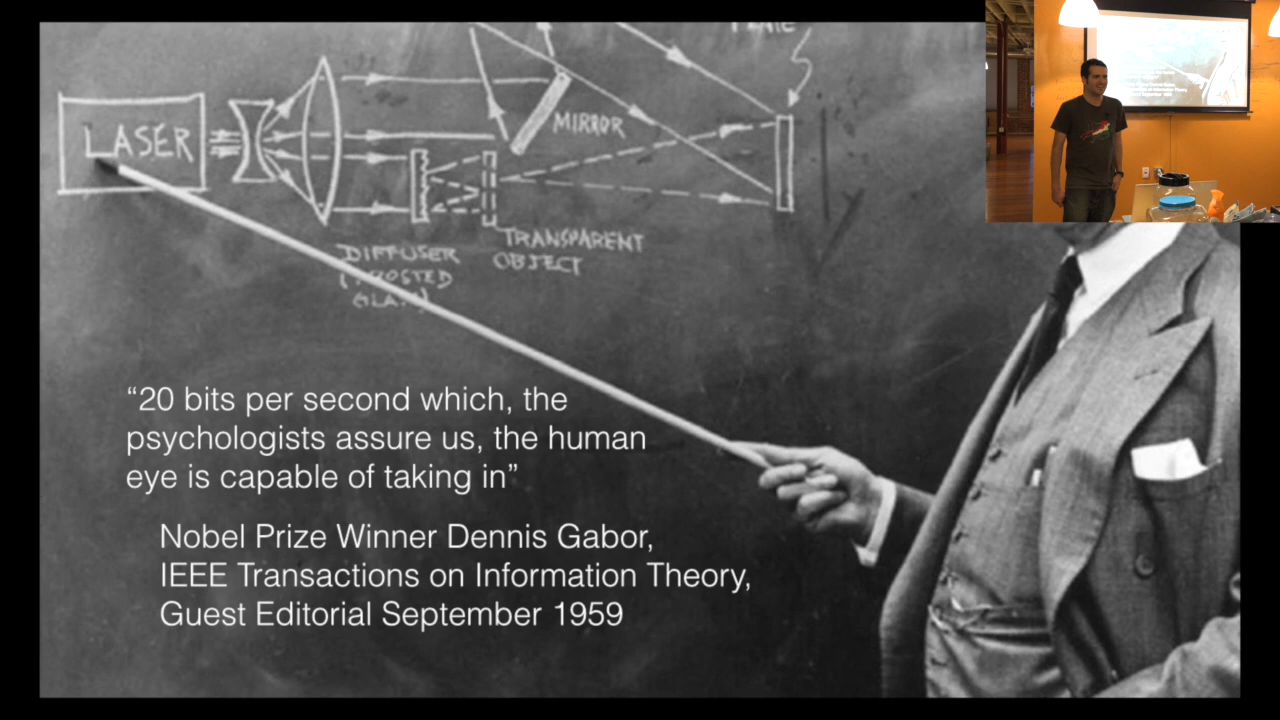 LASER
MIRROR
DIFFUSER
TRANSPARENT
OBJECT
“20 bits per second which, the
psychologists assure us, the human
eye is capable of taking in”
Nobel Prize Winner Dennis Gabor,
IEEE Transactions on Information Theory,
Guest Editorial September 1959